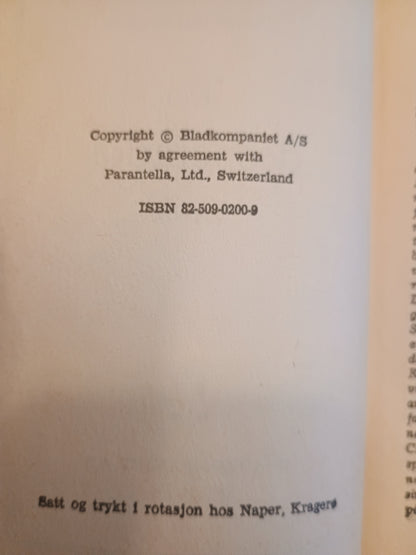 Copyright © Bladkompaniet A/S
by agreement with
Parantella, Ltd., Switzerland
ISBN 82-509-0200-9
Satt og trykt i rotasjon hos Naper, Kragerø